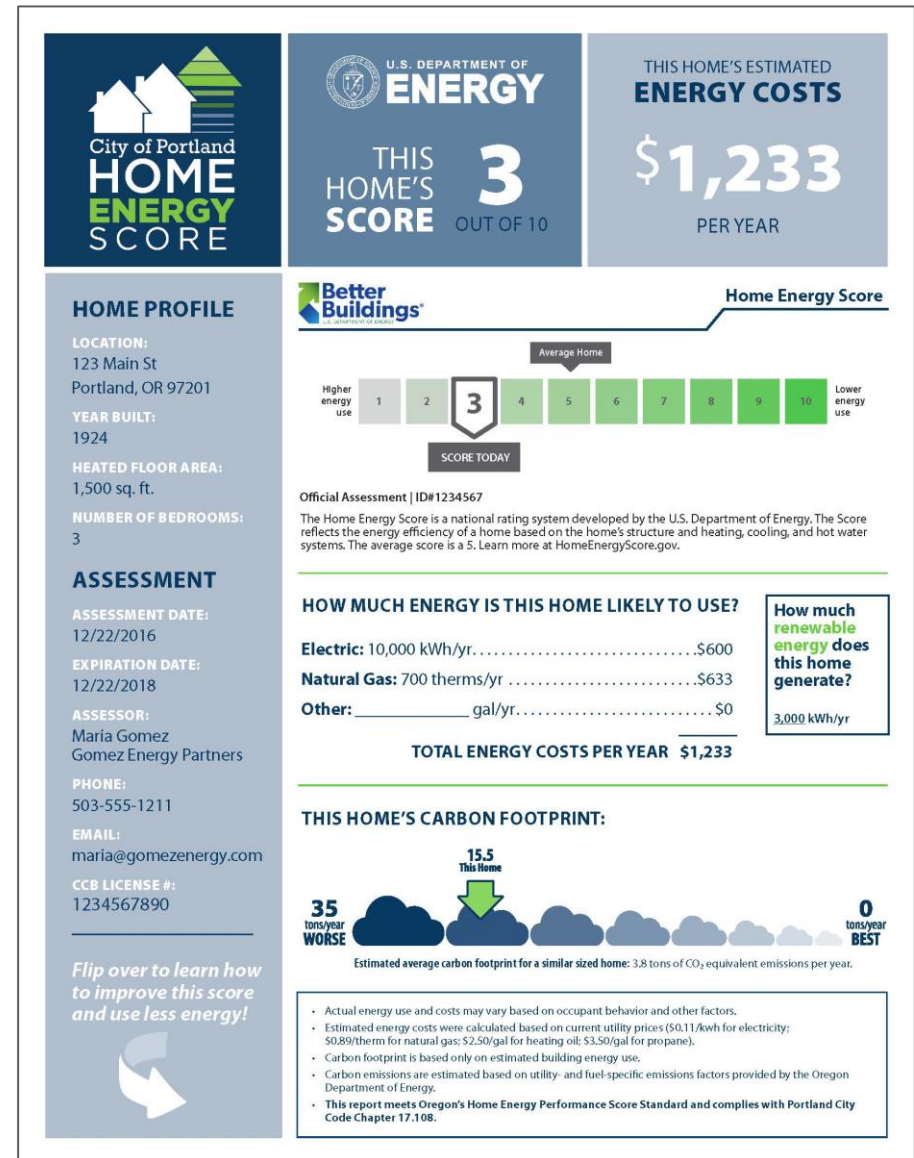 City of Portland
HOME
ENERGY
SCORE
U.S. DEPARTMENT OF
ENERGY
THIS
HOME'S
SCORE
3
OUT OF 10
THIS HOME'S ESTIMATED
ENERGY COSTS
$1,233
PER YEAR
HOME PROFILE
LOCATION:
123 Main St
Portland, OR 97201
YEAR BUILT:
1924
HEATED FLOOR AREA:
1,500 sq. ft.
NUMBER OF BEDROOMS:
3
ASSESSMENT
ASSESSMENT DATE:
12/22/2016
EXPIRATION DATE:
12/22/2018
ASSESSOR:
Maria Gomez
Gomez Energy Partners
PHONE:
503-555-1211
EMAIL:
maria@gomezenergy.com
CCB LICENSE #:
1234567890
Flip over to learn how
to improve this score
and use less energy!
Better
Buildings®
U.S. DEPARTMENT OF ENERGY
Home Energy Score
Average Home
Higher
energy
use
1 2 3 4 5 6 7 8 9 10
Lower
energy
use
SCORE TODAY
Official Assessment | ID#1234567
The Home Energy Score is a national rating system developed by the U.S. Department of Energy. The Score
reflects the energy efficiency of a home based on the home's structure and heating, cooling, and hot water
systems. The average score is a 5. Learn more at HomeEnergyScore.gov.
HOW MUCH ENERGY IS THIS HOME LIKELY TO USE?
Electric: 10,000 kWh/yr. . . . . . . . . . . . . . . . . . . . . . . . . . . . .$600
Natural Gas: 700 therms/yr . . . . . . . . . . . . . . . . . . . . . . . . .$633
Other: ____________ gal/yr. . . . . . . . . . . . . . . . . . . . . . . . . . $0
TOTAL ENERGY COSTS PER YEAR $1,233
How much
renewable
energy does
this home
generate?
3,000 kWh/yr
THIS HOME'S CARBON FOOTPRINT:
15.5
This Home
35
tons/year
WORSE
0
tons/year
BEST
Estimated average carbon footprint for a similar sized home: 3.8 tons of CO₂ equivalent emissions per year.
• Actual energy use and costs may vary based on occupant behavior and other factors.
• Estimated energy costs were calculated based on current utility prices ($0.11/kwh for electricity;
$0.89/therm for natural gas; $2.50/gal for heating oil; $3.50/gal for propane).
• Carbon footprint is based only on estimated building energy use.
• Carbon emissions are estimated based on utility- and fuel-specific emissions factors provided by the Oregon
Department of Energy.
• This report meets Oregon's Home Energy Performance Score Standard and complies with Portland City
Code Chapter 17.108.